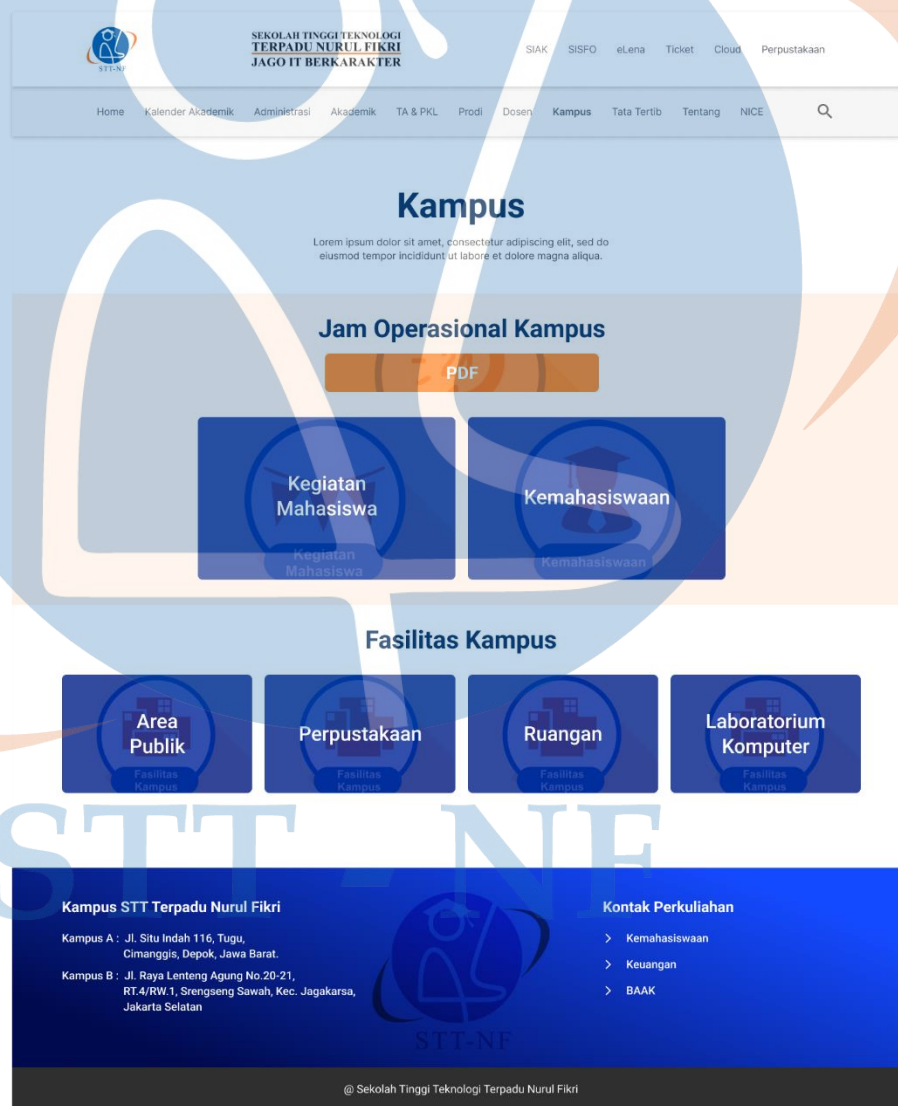 STT-NF
SEKOLAH TINGGI TEKNOLOGI
TERPADU NURUL FIKRI
JAGO IT BERKARAKTER
SIAK SISFO eLena Ticket Cloud Perpustakaan
Home Kalender Akademik Administrasi Akademik TA & PKL Prodi Dosen Kampus Tata Tertib Tentang NICE
Kampus
Lorem ipsum dolor sit amet, consectetur adipiscing elit, sed do
eiusmod tempor incididunt ut labore et dolore magna aliqua.
Jam Operasional Kampus
PDF
Kegiatan
Mahasiswa
Kegiatan
Mahasiswa
Kemahasiswaan
Kemahasiswaan
Fasilitas Kampus
Area
Publik
Fasilitas
Kampus
Perpustakaan
Fasilitas
Kampus
Ruangan
Fasilitas
Kampus
Laboratorium
Komputer
Fasilitas
Kampus
STT - NF
Kampus STT Terpadu Nurul Fikri
Kampus A : Jl. Situ Indah 116, Tugu,
Cimanggis, Depok, Jawa Barat.
Kampus B : Jl. Raya Lenteng Agung No.20-21,
RT.4/RW.1, Srengseng Sawah, Kec. Jagakarsa,
Jakarta Selatan
STT-NF
Kontak Perkuliahan
Kemahasiswaan
Keuangan
BAAK
@ Sekolah Tinggi Teknologi Terpadu Nurul Fikri